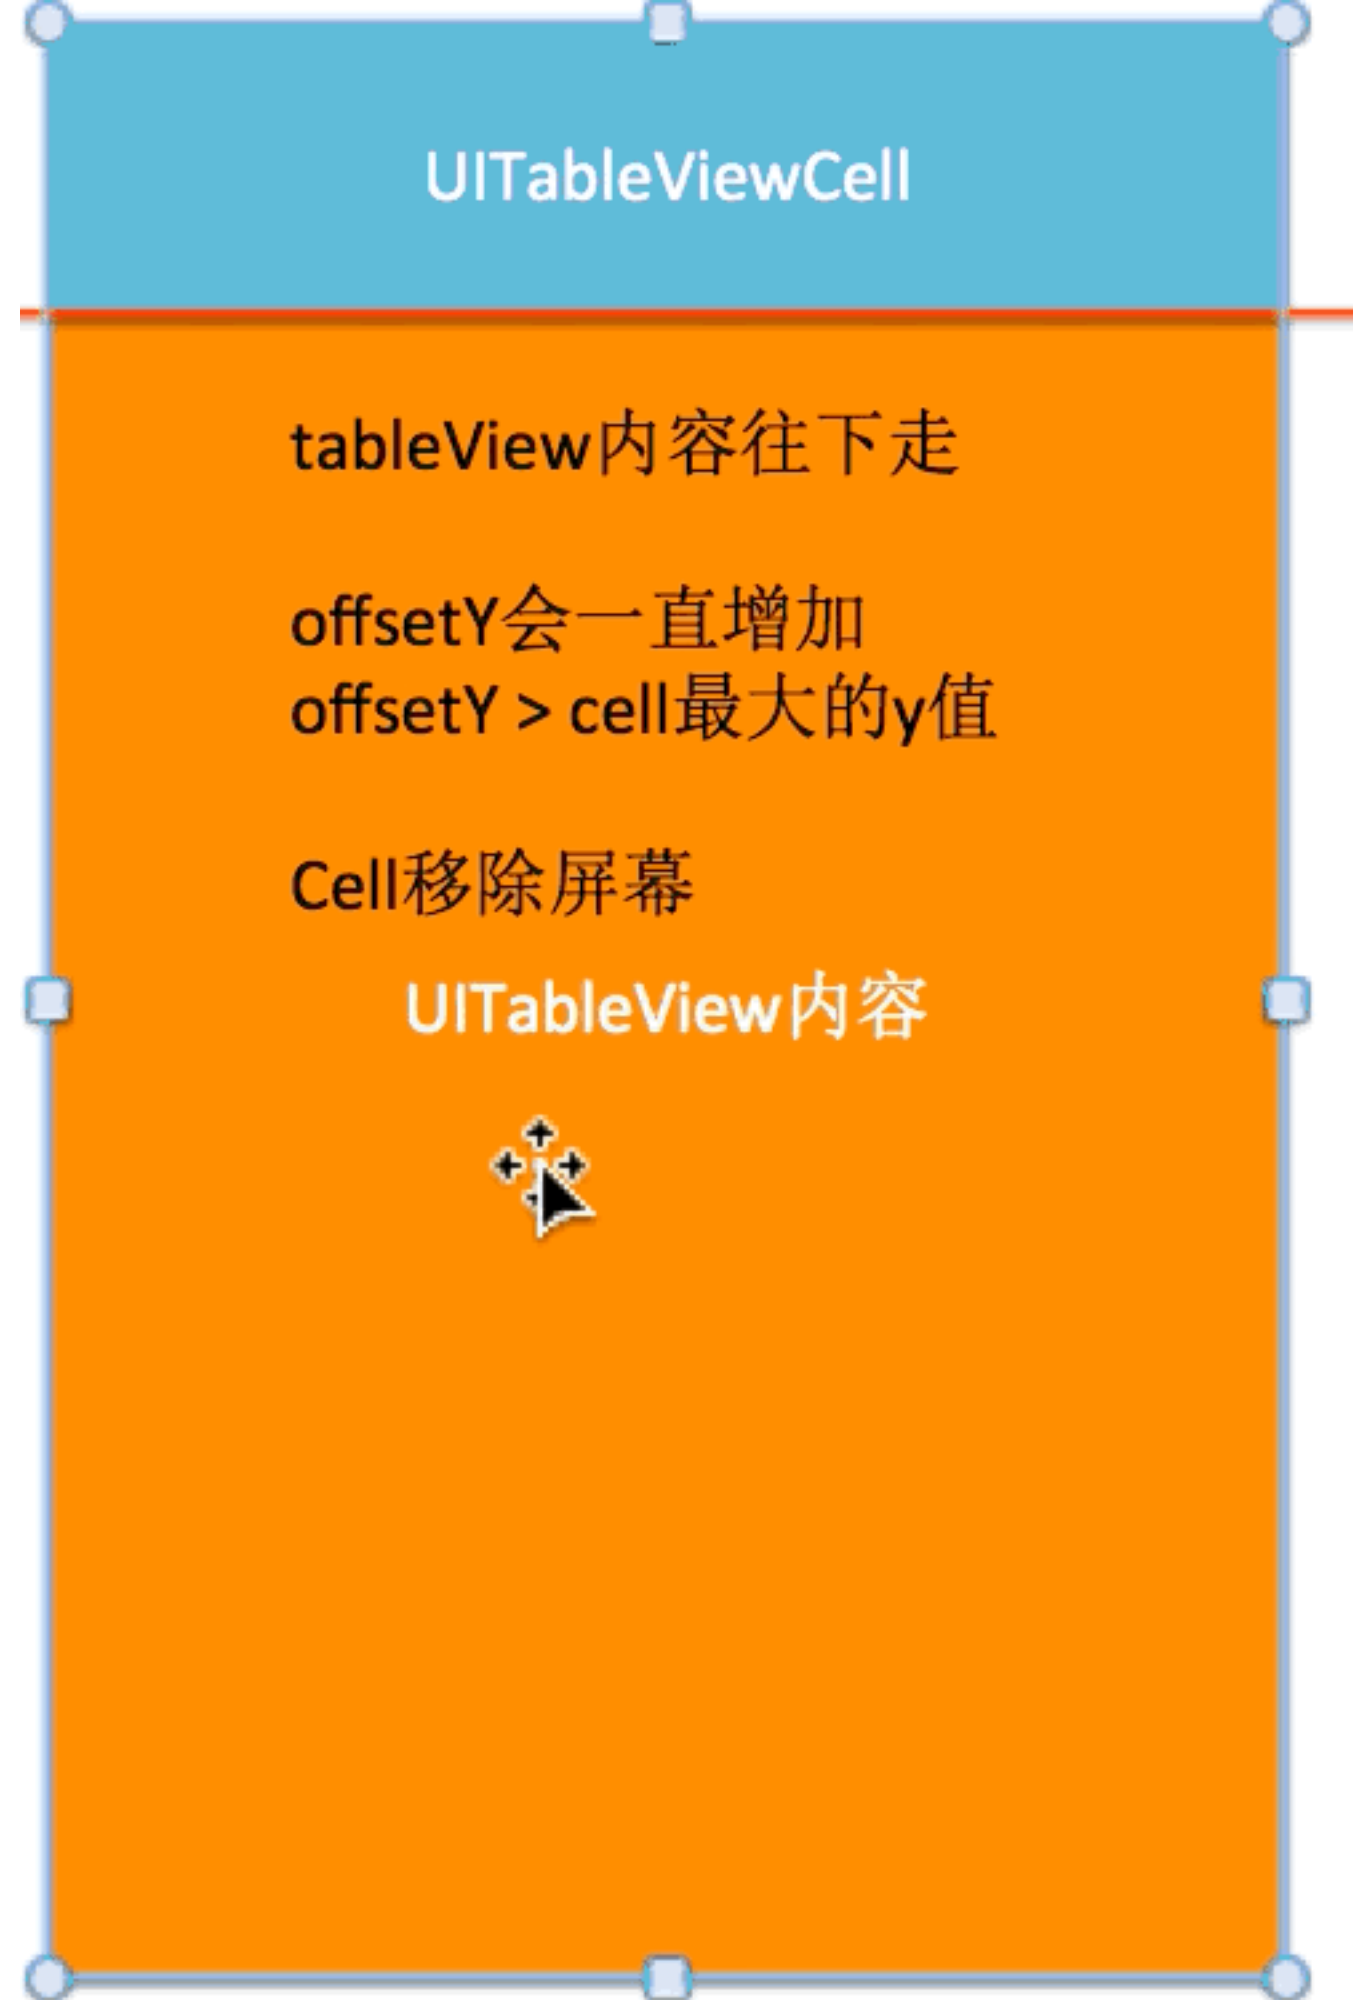 UITableViewCell
tableView内容往下走
offsetY会一直增加
offsetY > cell最大的y值
Cell移除屏幕
UITableView内容